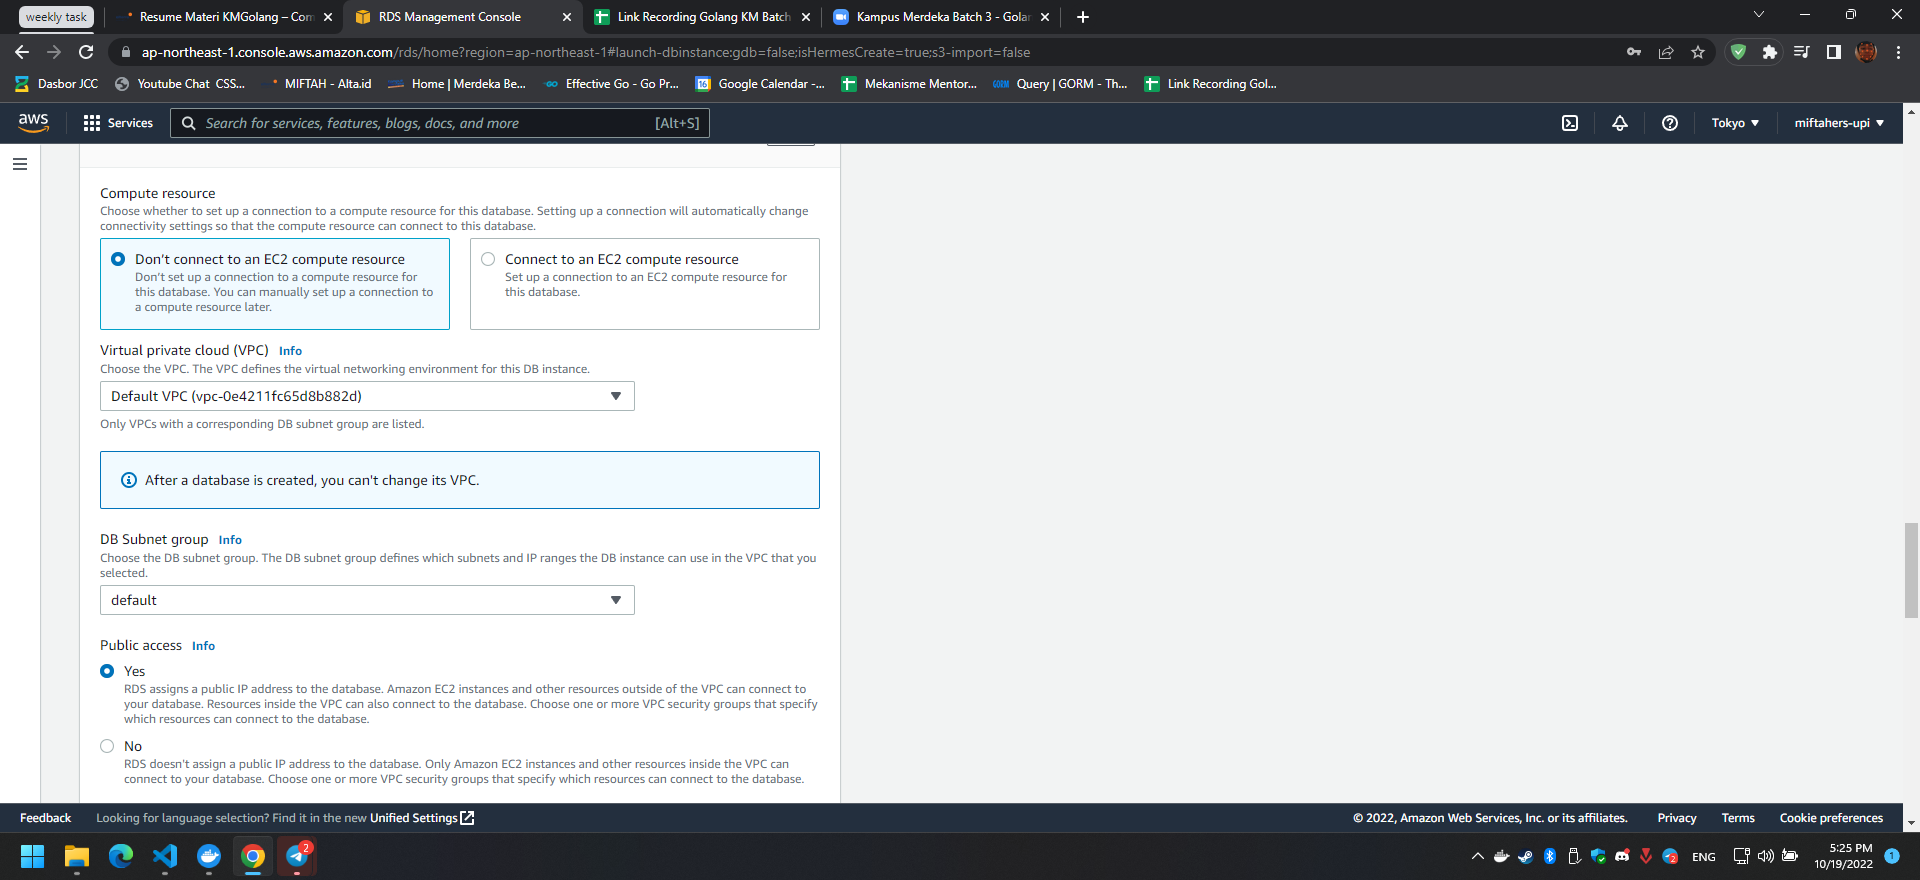 weekly task
Resume Materi KMGolang – Com
RDS Management Console
Link Recording Golang KM Batch
Kampus Merdeka Batch 3 - Golan
ap-northeast-1.console.aws.amazon.com/rds/home?region=ap-northeast-1#launch-dbinstance:gdb=false;isHermesCreate=true;s3-import=false
Dasbor JCC
Youtube Chat CSS...
MIFTAH - Alta.id
Home | Merdeka Be...
Effective Go - Go Pr...
16
Google Calendar -...
Mekanisme Mentor...
GORM
Query | GORM - Th...
Link Recording Gol...
aws
Services
Search for services, features, blogs, docs, and more
[Alt+S]
Tokyo
miftahers-upi
Compute resource
Choose whether to set up a connection to a compute resource for this database. Setting up a connection will automatically change
connectivity settings so that the compute resource can connect to this database.
Don't connect to an EC2 compute resource
Don't set up a connection to a compute resource for
this database. You can manually set up a connection to
a compute resource later.
Connect to an EC2 compute resource
Set up a connection to an EC2 compute resource for
this database.
Virtual private cloud (VPC) Info
Choose the VPC. The VPC defines the virtual networking environment for this DB instance.
Default VPC (vpc-0e4211fc65d8b882d)
Only VPCs with a corresponding DB subnet group are listed.
After a database is created, you can't change its VPC.
DB Subnet group Info
Choose the DB subnet group. The DB subnet group defines which subnets and IP ranges the DB instance can use in the VPC that you
selected.
default
Public access Info
Yes
RDS assigns a public IP address to the database. Amazon EC2 instances and other resources outside of the VPC can connect to
your database. Resources inside the VPC can also connect to the database. Choose one or more VPC security groups that specify
which resources can connect to the database.
No
RDS doesn't assign a public IP address to the database. Only Amazon EC2 instances and other resources inside the VPC can
connect to your database. Choose one or more VPC security groups that specify which resources can connect to the database.
Feedback
Looking for language selection? Find it in the new Unified Settings
© 2022, Amazon Web Services, Inc. or its affiliates.
Privacy
Terms
Cookie preferences
2
2
ENG
5:25 PM
10/19/2022
1